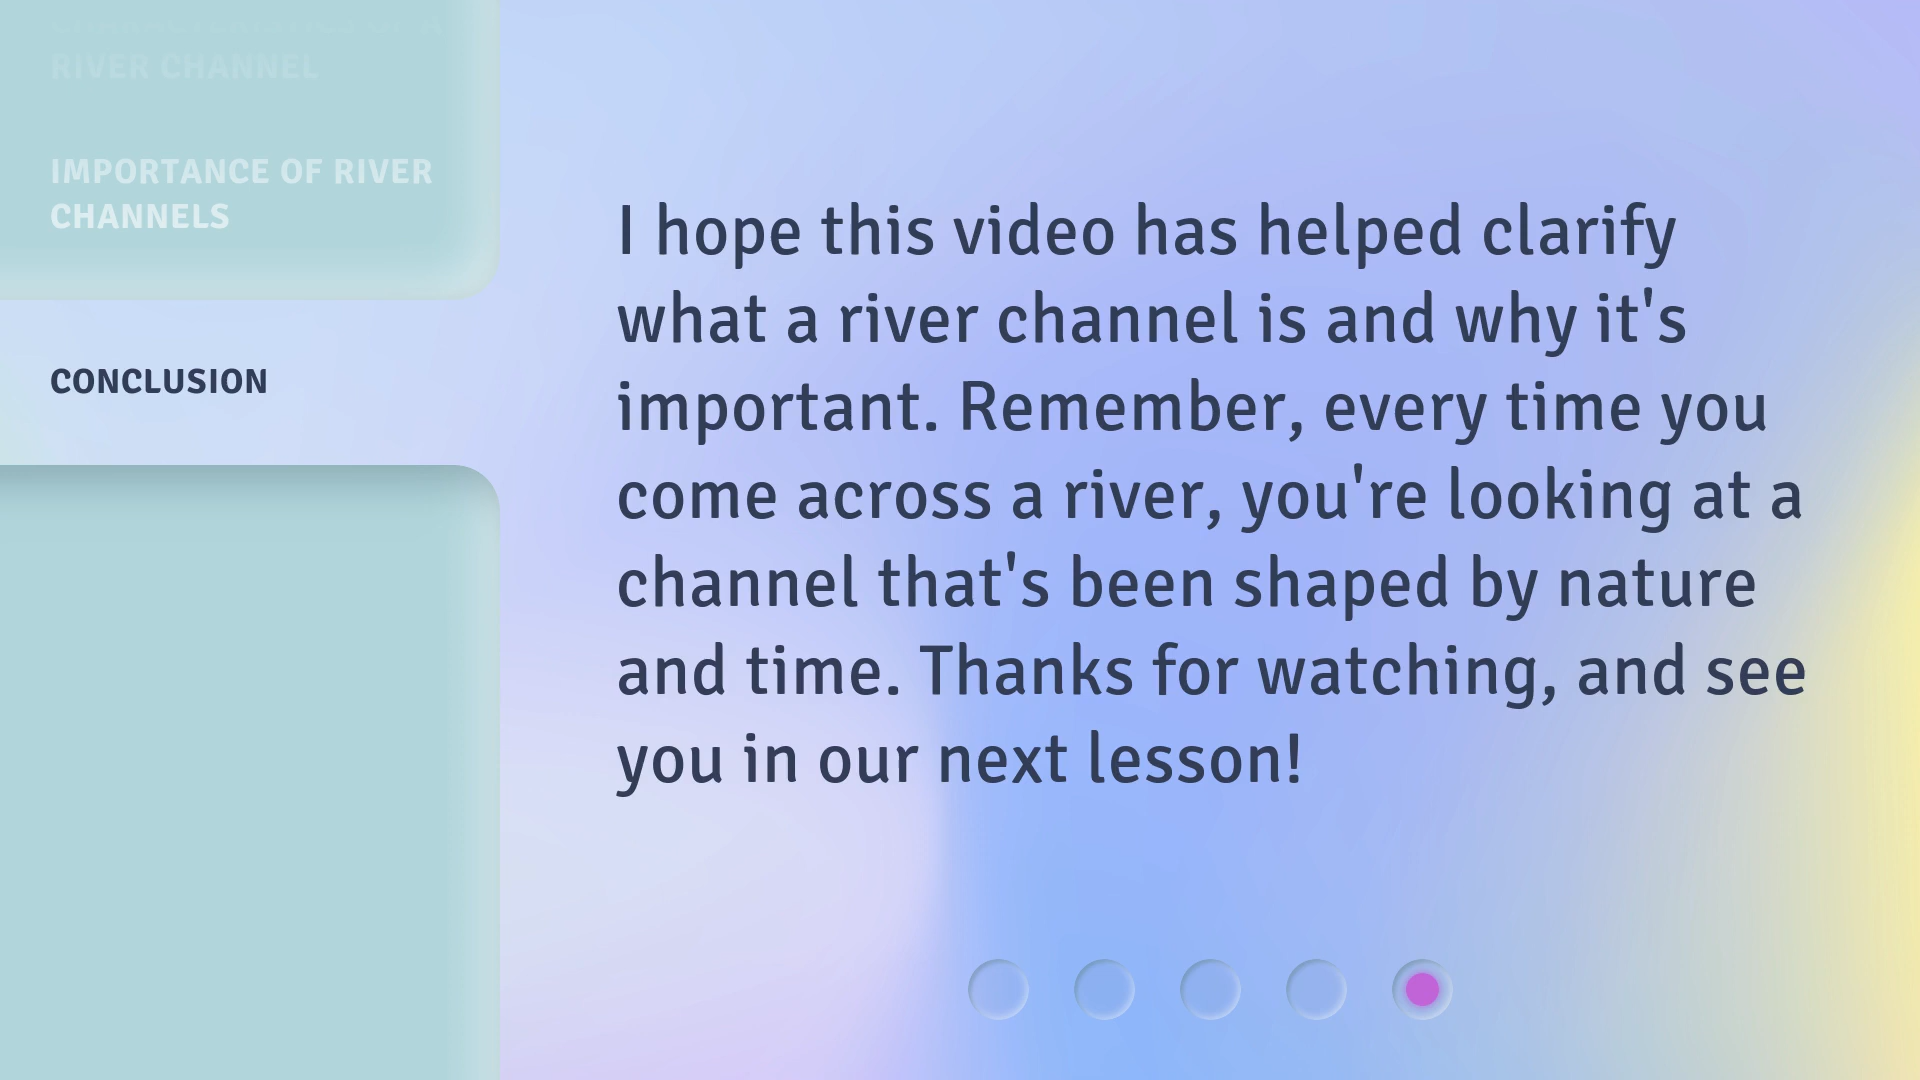 RIVER CHANNEL
IMPORTANCE OF RIVER
CHANNELS
CONCLUSION
I hope this video has helped clarify
what a river channel is and why it's
important. Remember, every time you
come across a river, you're looking at a
channel that's been shaped by nature
and time. Thanks for watching, and see
you in our next lesson!